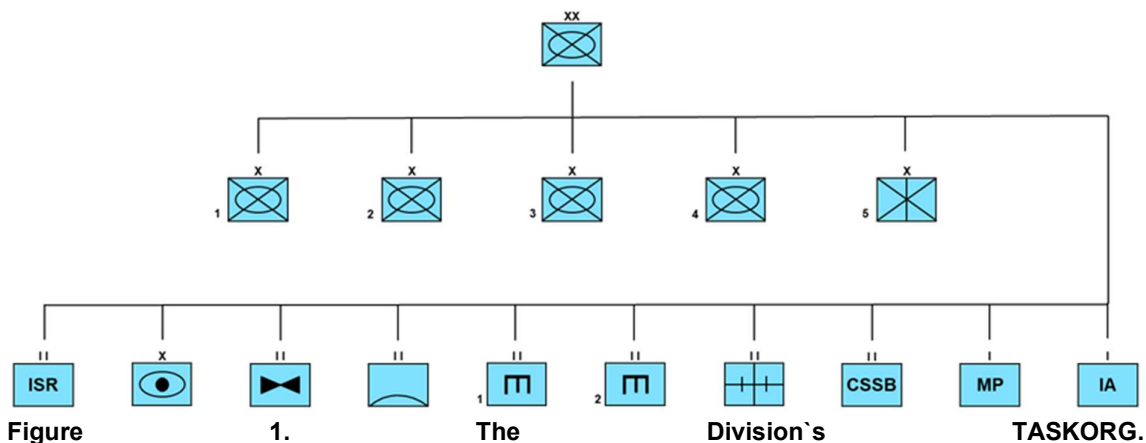 XX
X X X X X
1 2 3 4 5
II X II II II II II II I I
ISR CSSB MP IA
1 2
Figure 1. The Division`s TASKORG.